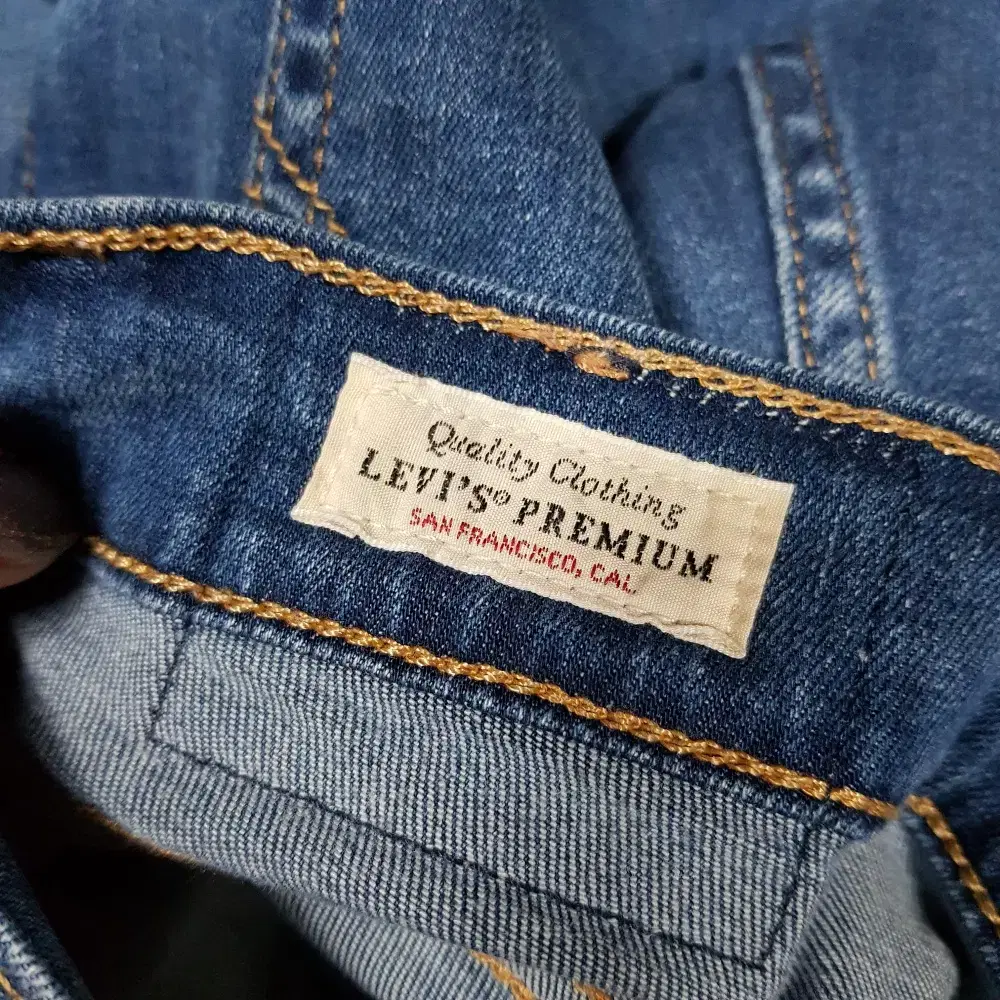 Quality Clothing
LEVI'S® PREMIUM
SAN FRANCISCO, CAL.